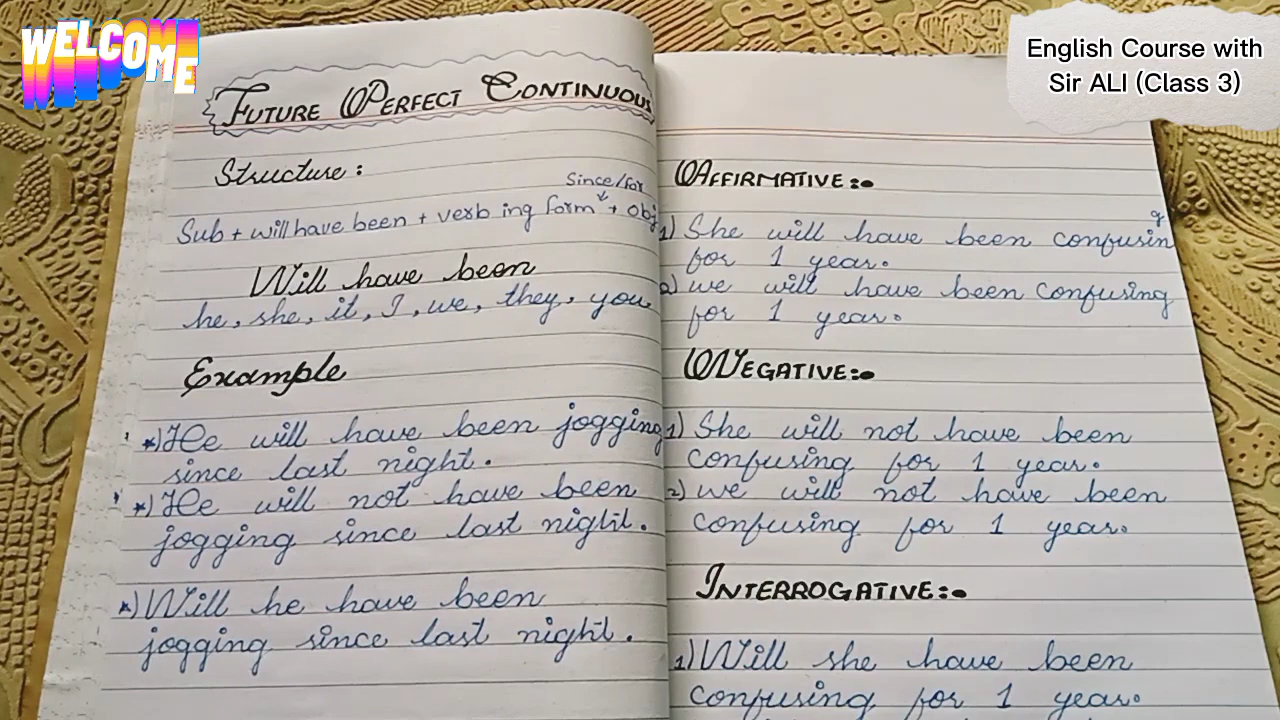 WELCOME
English Course with
Sir ALI (Class 3)
FUTURE PERFECT CONTINUOUS
Structure:
Since/for
Sub + will have been + verb ing form + Obj
Will have been
he, she, it, I, we, they, you
Example
*) He will have been jogging
since last night.
*) He will not have been
jogging since last night.
*) Will he have been
jogging since last night.
AFFIRMATIVE:
1) She will have been confusing
for 1 year.
2) we will have been confusing
for 1 year.
NEGATIVE:
1) She will not have been
confusing for 1 year.
2) we will not have been
confusing for 1 year.
INTERROGATIVE:
1) Will she have been
confusing for 1 year.